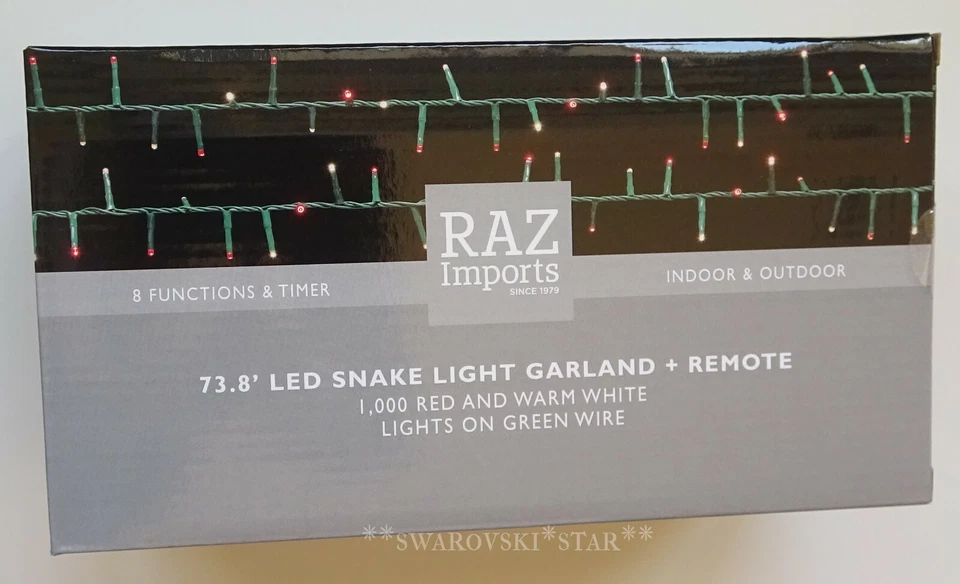 RAZ
Imports
SINCE 1979
8 FUNCTIONS & TIMER
INDOOR & OUTDOOR
73.8' LED SNAKE LIGHT GARLAND + REMOTE
1,000 RED AND WARM WHITE
LIGHTS ON GREEN WIRE
**SWAROVSKI*STAR**